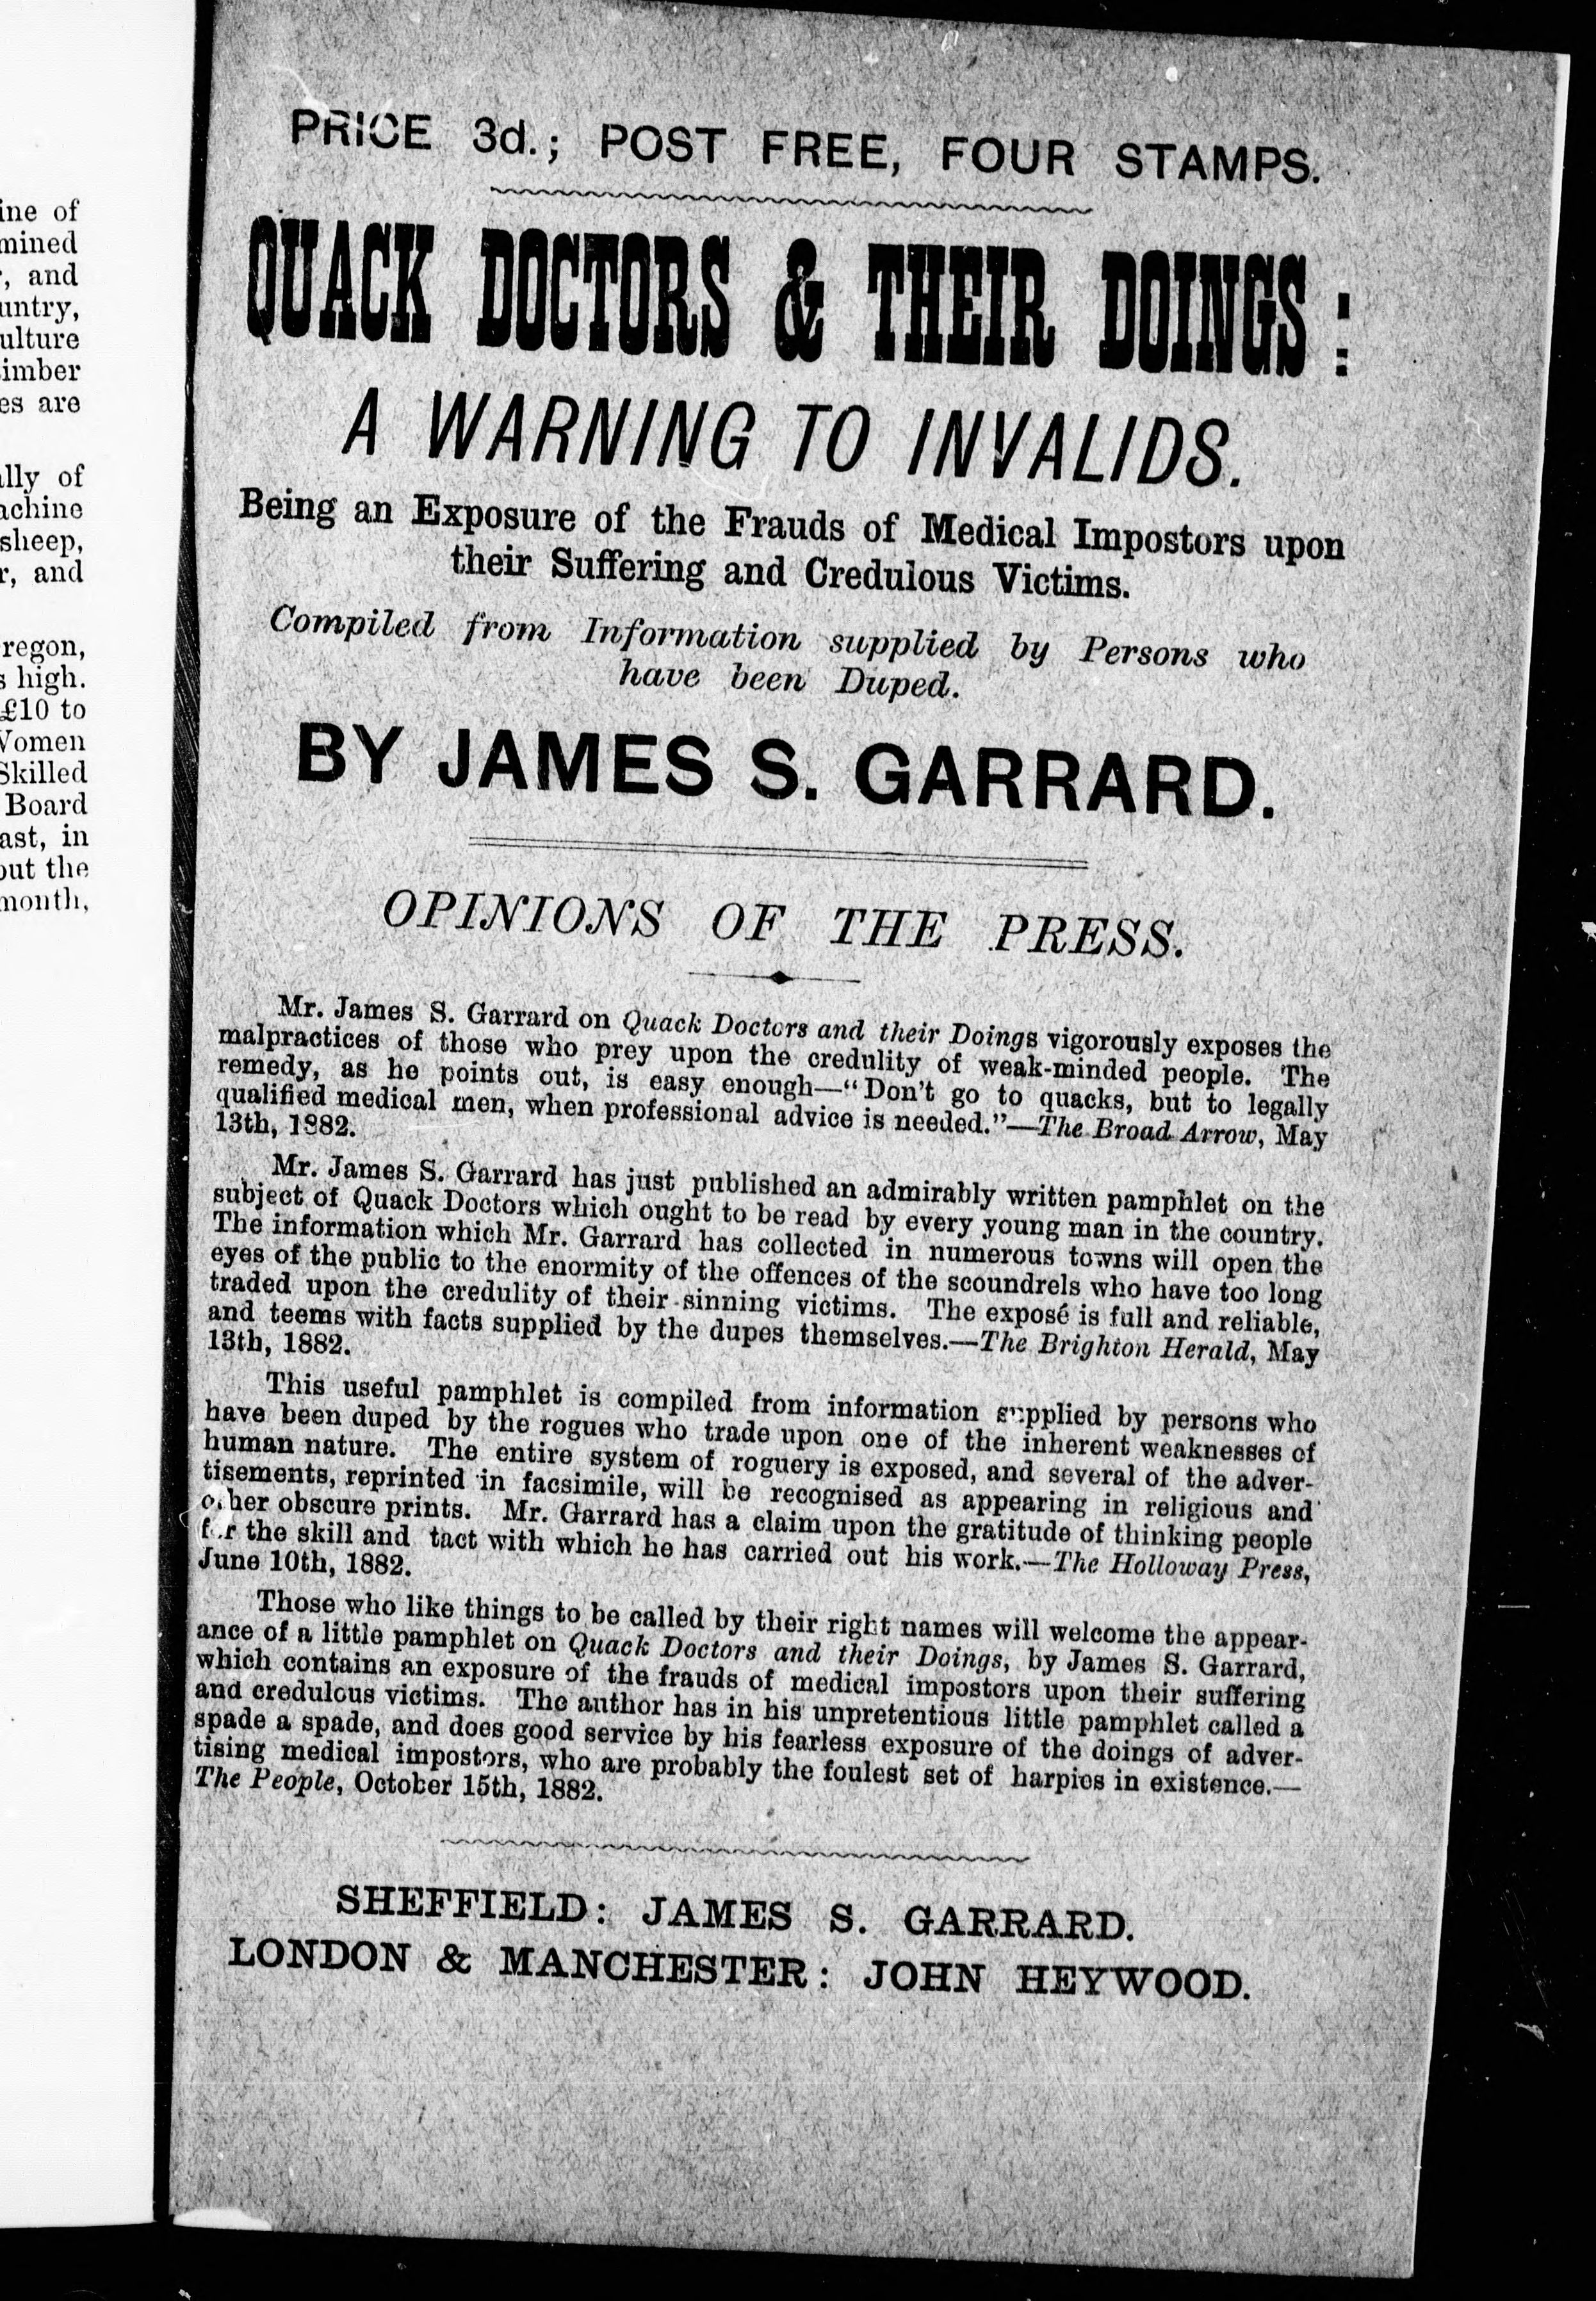 ine of
mined
, and
untry,
ulture
imber
es are
lly of
achine
sheep,
r, and
regon,
s high.
£10 to
Women
Skilled
Board
ast, in
out the
month,
PRICE 3d.; POST FREE, FOUR STAMPS.
QUACK DOCTORS & THEIR DOINGS:
A WARNING TO INVALIDS.
Being an Exposure of the Frauds of Medical Impostors upon
their Suffering and Credulous Victims.
Compiled from Information supplied by Persons who
have been Duped.
BY JAMES S. GARRARD.
OPINIONS OF THE PRESS.
Mr. James S. Garrard on Quack Doctors and their Doings vigorously exposes the
malpractices of those who prey upon the credulity of weak-minded people. The
remedy, as he points out, is easy enough—"Don't go to quacks, but to legally
qualified medical men, when professional advice is needed."—The Broad Arrow, May
13th, 1882.
Mr. James S. Garrard has just published an admirably written pamphlet on the
subject of Quack Doctors which ought to be read by every young man in the country.
The information which Mr. Garrard has collected in numerous towns will open the
eyes of the public to the enormity of the offences of the scoundrels who have too long
traded upon the credulity of their sinning victims. The exposé is full and reliable,
and teems with facts supplied by the dupes themselves.—The Brighton Herald, May
13th, 1882.
This useful pamphlet is compiled from information supplied by persons who
have been duped by the rogues who trade upon one of the inherent weaknesses of
human nature. The entire system of roguery is exposed, and several of the adver-
tisements, reprinted in facsimile, will be recognised as appearing in religious and
other obscure prints. Mr. Garrard has a claim upon the gratitude of thinking people
for the skill and tact with which he has carried out his work.—The Holloway Press,
June 10th, 1882.
Those who like things to be called by their right names will welcome the appear-
ance of a little pamphlet on Quack Doctors and their Doings, by James S. Garrard,
which contains an exposure of the frauds of medical impostors upon their suffering
and credulous victims. The author has in his unpretentious little pamphlet called a
spade a spade, and does good service by his fearless exposure of the doings of adver-
tising medical impostors, who are probably the foulest set of harpies in existence.—
The People, October 15th, 1882.
SHEFFIELD: JAMES S. GARRARD.
LONDON & MANCHESTER: JOHN HEYWOOD.